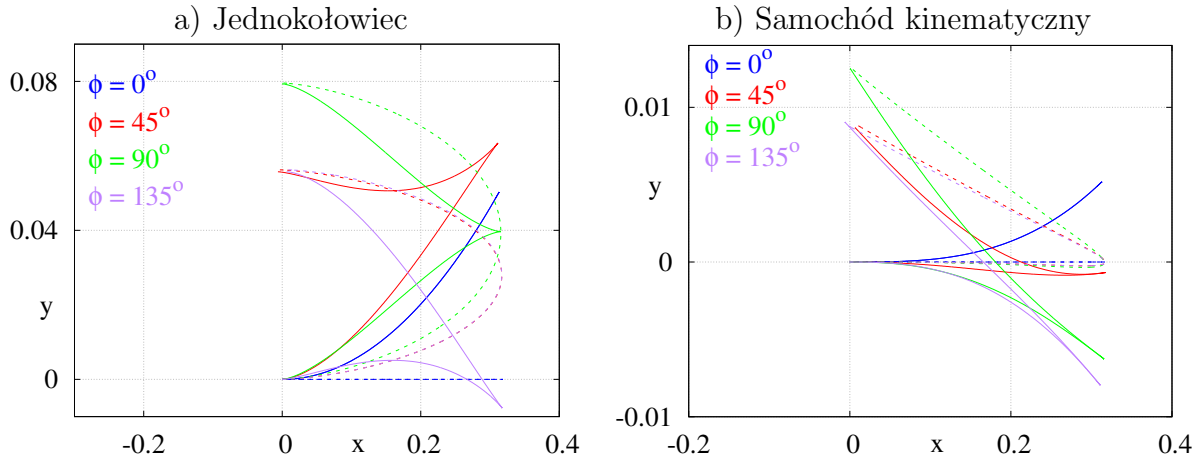 a) Jednokołowiec
0.08
ϕ = 0°
ϕ = 45°
ϕ = 90°
ϕ = 135°
0.04
y
0
-0.2
0
x
0.2
0.4
b) Samochód kinematyczny
ϕ = 0°
ϕ = 45°
ϕ = 90°
ϕ = 135°
0.01
y
0
-0.01
-0.2
0
x
0.2
0.4